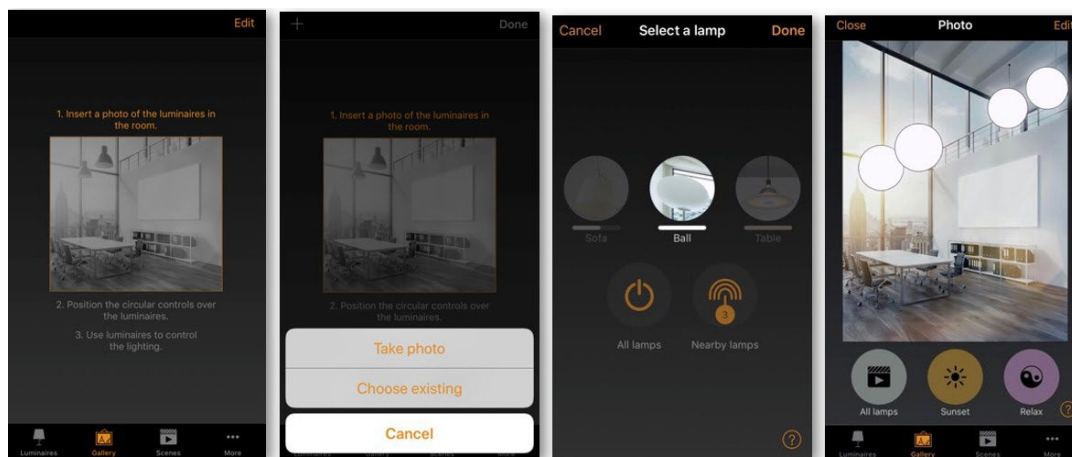 Edit
1. Insert a photo of the luminaires in
the room.
2. Position the circular controls over
the luminaires.
3. Use luminaires to control
the lighting.
Luminaires
Gallery
Scenes
More
Done
1. Insert a photo of the luminaires in
the room.
2. Position the circular controls over
the luminaires.
Take photo
Choose existing
Cancel
Cancel
Select a lamp
Done
Sofa
Ball
Table
3
All lamps
Nearby lamps
?
Close
Photo
Edit
All lamps
Sunset
Relax
?
Luminaires
Gallery
Scenes
More